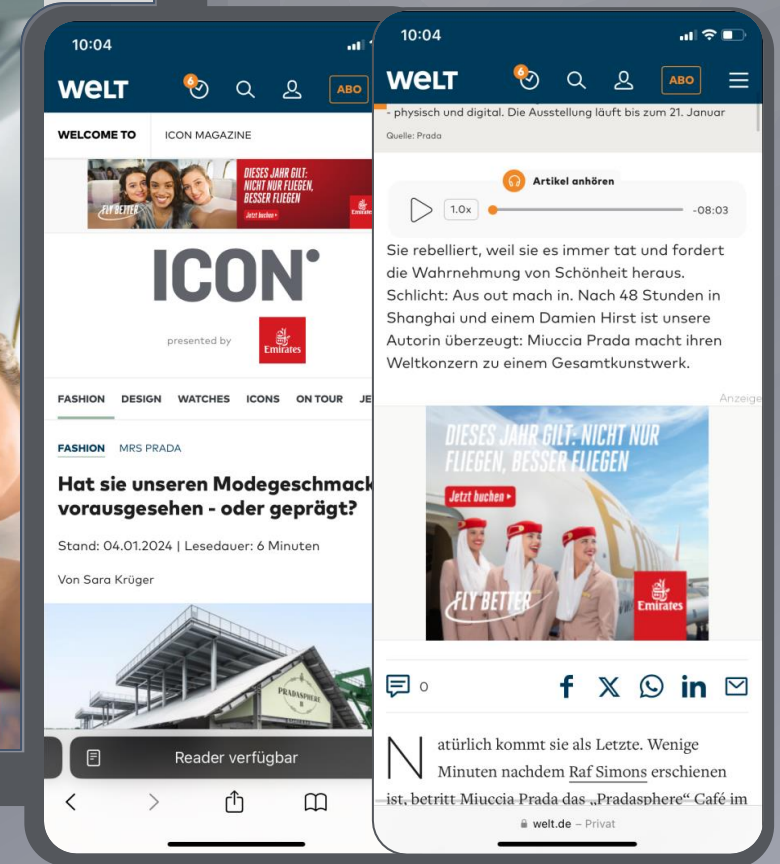 10:04
welt
6
ABO
WELCOME TO
ICON MAGAZINE
FLY BETTER
DIESES JAHR GILT:
NICHT NUR FLIEGEN,
BESSER FLIEGEN
Jetzt buchen
Emirates
ICON
presented by
Emirates
FASHION DESIGN WATCHES ICONS ON TOUR JE
FASHION MRS PRADA
Hat sie unseren Modegeschmack
vorausgesehen - oder geprägt?
Stand: 04.01.2024 | Lesedauer: 6 Minuten
Von Sara Krüger
PRADASPHERE
II
Reader verfügbar
10:04
welt
6
ABO
- physisch und digital. Die Ausstellung läuft bis zum 21. Januar
Quelle: Prada
Artikel anhören
1.0x
-08:03
Sie rebelliert, weil sie es immer tat und fordert
die Wahrnehmung von Schönheit heraus.
Schlicht: Aus out mach in. Nach 48 Stunden in
Shanghai und einem Damien Hirst ist unsere
Autorin überzeugt: Miuccia Prada macht ihren
Weltkonzern zu einem Gesamtkunstwerk.
Anzeige
DIESES JAHR GILT: NICHT NUR
FLIEGEN, BESSER FLIEGEN
Jetzt buchen
FLY BETTER
Emirates
0
Natürlich kommt sie als Letzte. Wenige
Minuten nachdem Raf Simons erschienen
ist, betritt Miuccia Prada das „Pradasphere“ Café im
welt.de – Privat